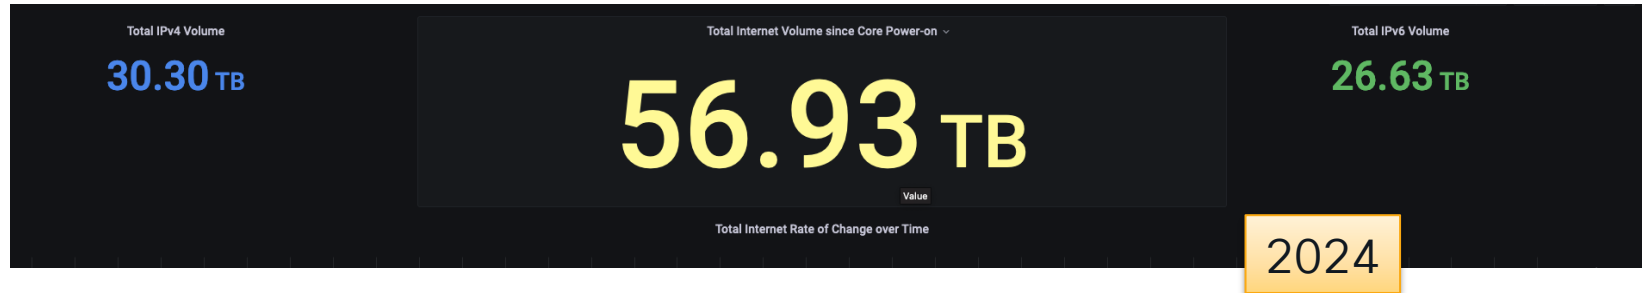 Total IPv4 Volume
30.30 TB
Total Internet Volume since Core Power-on
56.93 TB
Value
Total IPv6 Volume
26.63 TB
Total Internet Rate of Change over Time
2024